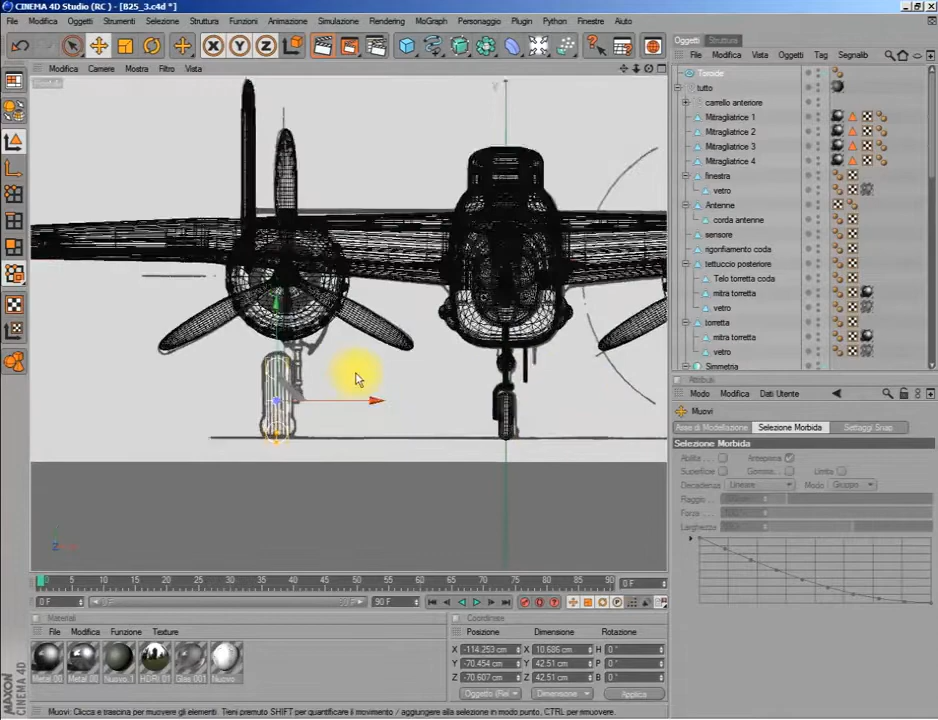 CINEMA 4D Studio (RC ) - [B25_3.c4d *]
File Modifica Oggetti Strumenti Selezione Struttura Funzioni Animazione Simulazione Rendering MoGraph Personaggio Plugin Python Finestre Aiuto
Oggetti Struttura
Modifica Camere Mostra Filtro Vista
File Modifica Vista Oggetti Tag Segnalib
Toroide
tutto
carrello anteriore
Mitragliatrice 1
Mitragliatrice 2
Mitragliatrice 3
Mitragliatrice 4
finestra
vetro
Antenne
corda antenne
sensore
rigonfiamento coda
tettuccio posteriore
Telo torretta coda
mitra torretta
vetro
torretta
mitra torretta
vetro
Simmetria
Attributi
Modo Modifica Dati Utente
Muovi
Asse di Modellazione Selezione Morbida Settaggi Snap
Selezione Morbida
Abilita Anteprima
Superficie Gomma Limita
Decadenza Lineare Modo Gruppo
Raggio
Forza
Larghezza
Y
Z
0 5 10 15 20 25 30 35 40 45 50 55 60 65 70 75 80 85 90 0 F
0 F 0 F 90 F 90 F
Material
File Modifica Funzione Texture
Metal 00 Metal 00 Nuovo.1 HDRI 01 Glas 001 Nuovo
Coordinate
Posizione Dimensione Rotazione
X -114.253 cm X 10.686 cm H 0 °
Y -70.454 cm Y 42.51 cm P 0 °
Z -70.607 cm Z 42.51 cm B 0 °
Oggetto (Rel Dimensione Applica
MAXON
CINEMA 4D
Muovi: Clicca e trascina per muovere gli elementi. Tieni premuto SHIFT per quantificare il movimento / aggiungere alla selezione in modo punto, CTRL per rimuovere.